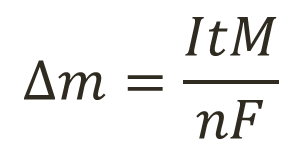 Δm = ItM / nF